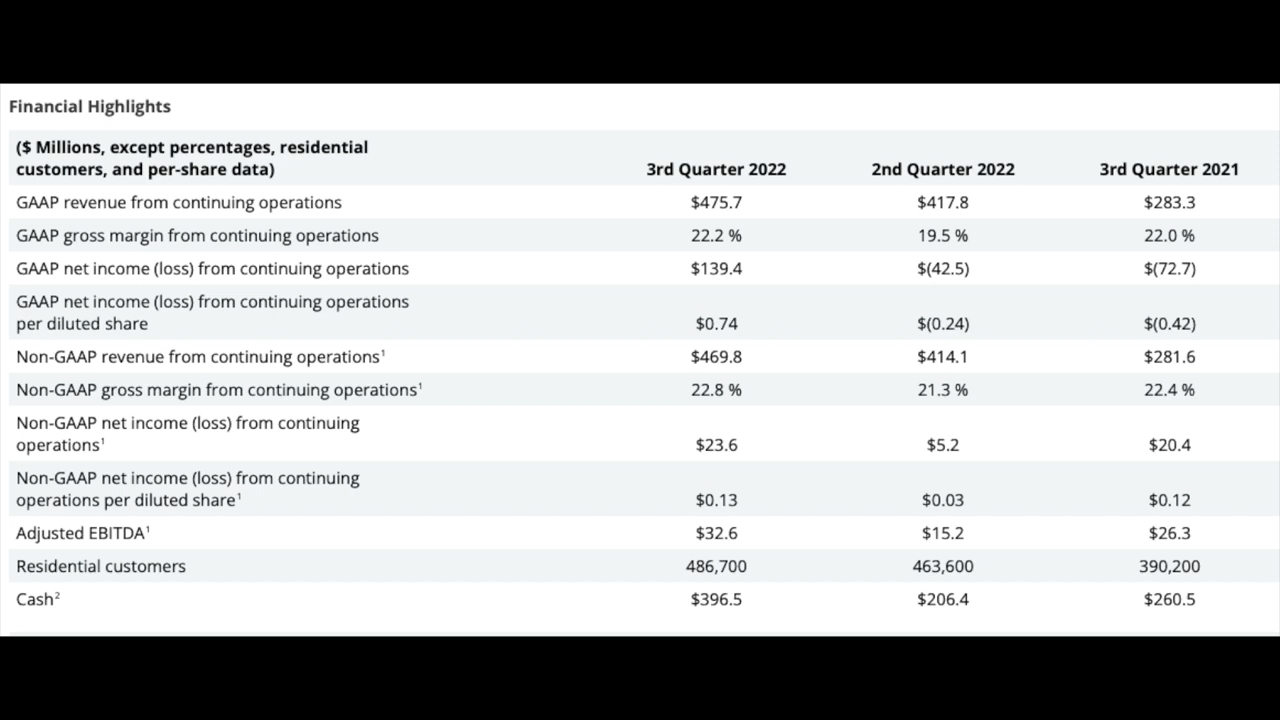 Financial Highlights
($ Millions, except percentages, residential
customers, and per-share data) 3rd Quarter 2022 2nd Quarter 2022 3rd Quarter 2021
GAAP revenue from continuing operations $475.7 $417.8 $283.3
GAAP gross margin from continuing operations 22.2 % 19.5 % 22.0 %
GAAP net income (loss) from continuing operations $139.4 $(42.5) $(72.7)
GAAP net income (loss) from continuing operations
per diluted share $0.74 $(0.24) $(0.42)
Non-GAAP revenue from continuing operations¹ $469.8 $414.1 $281.6
Non-GAAP gross margin from continuing operations¹ 22.8 % 21.3 % 22.4 %
Non-GAAP net income (loss) from continuing
operations¹ $23.6 $5.2 $20.4
Non-GAAP net income (loss) from continuing
operations per diluted share¹ $0.13 $0.03 $0.12
Adjusted EBITDA¹ $32.6 $15.2 $26.3
Residential customers 486,700 463,600 390,200
Cash² $396.5 $206.4 $260.5